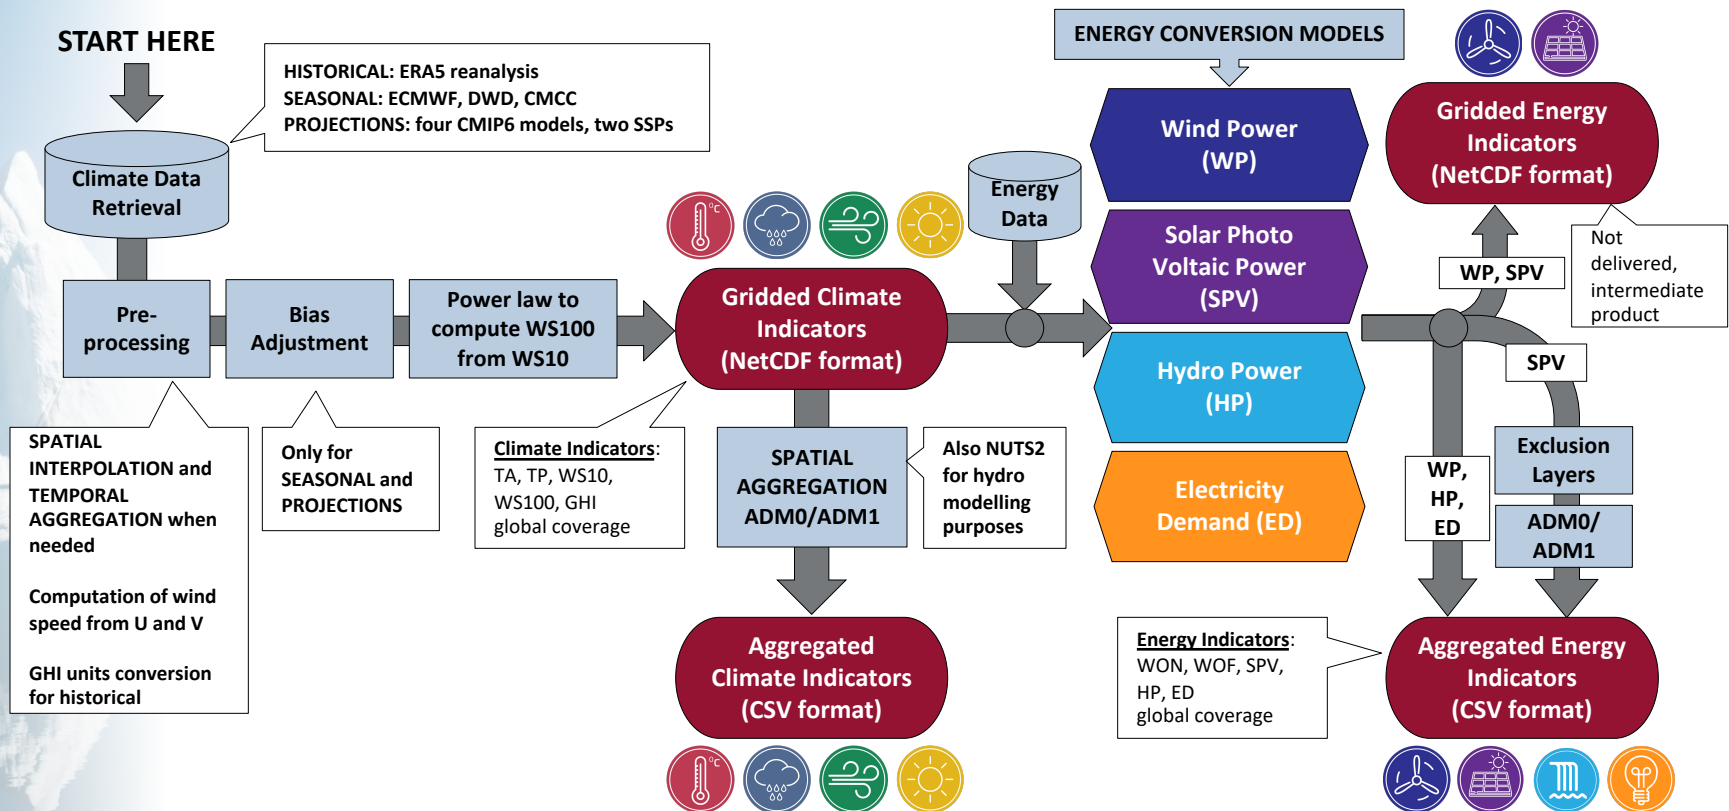 START HERE
HISTORICAL: ERA5 reanalysis
SEASONAL: ECMWF, DWD, CMCC
PROJECTIONS: four CMIP6 models, two SSPs
Climate Data
Retrieval
Pre-
processing
Bias
Adjustment
Power law to
compute WS100
from WS10
SPATIAL
INTERPOLATION and
TEMPORAL
AGGREGATION when
needed
Computation of wind
speed from U and V
GHI units conversion
for historical
Only for
SEASONAL and
PROJECTIONS
°C
Gridded Climate
Indicators
(NetCDF format)
Climate Indicators:
TA, TP, WS10,
WS100, GHI
global coverage
SPATIAL
AGGREGATION
ADM0/ADM1
Also NUTS2
for hydro
modelling
purposes
Aggregated
Climate Indicators
(CSV format)
°C
Energy
Data
ENERGY CONVERSION MODELS
Wind Power
(WP)
Solar Photo
Voltaic Power
(SPV)
Hydro Power
(HP)
Electricity
Demand (ED)
Gridded Energy
Indicators
(NetCDF format)
Not
delivered,
intermediate
product
WP, SPV
SPV
WP,
HP,
ED
Exclusion
Layers
ADM0/
ADM1
Energy Indicators:
WON, WOF, SPV,
HP, ED
global coverage
Aggregated Energy
Indicators
(CSV format)